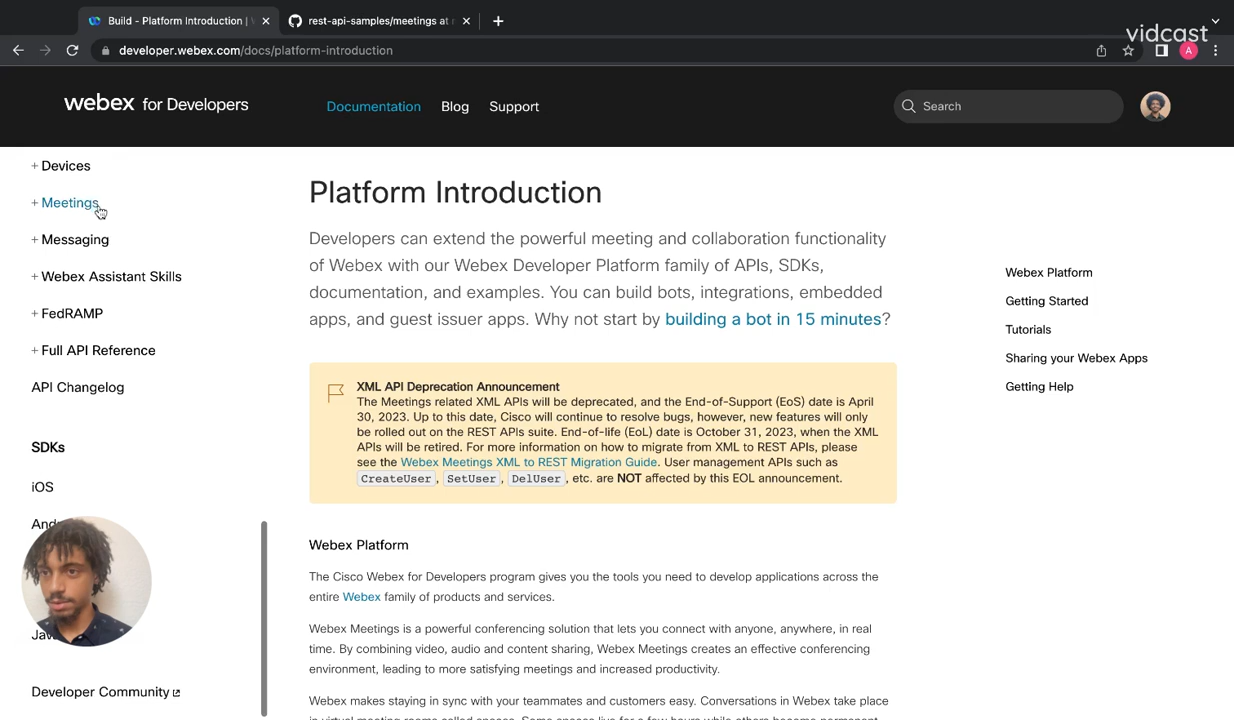 Build - Platform Introduction |
rest-api-samples/meetings at
vidcast
developer.webex.com/docs/platform-introduction
A
webex for Developers
Documentation
Blog
Support
Search
+ Devices
+ Meetings
+ Messaging
+ Webex Assistant Skills
+ FedRAMP
+ Full API Reference
API Changelog
SDKs
iOS
Developer Community
Platform Introduction
Developers can extend the powerful meeting and collaboration functionality
of Webex with our Webex Developer Platform family of APIs, SDKs,
documentation, and examples. You can build bots, integrations, embedded
apps, and guest issuer apps. Why not start by building a bot in 15 minutes?
XML API Deprecation Announcement
The Meetings related XML APIs will be deprecated, and the End-of-Support (EoS) date is April
30, 2023. Up to this date, Cisco will continue to resolve bugs, however, new features will only
be rolled out on the REST APIs suite. End-of-life (EoL) date is October 31, 2023, when the XML
APIs will be retired. For more information on how to migrate from XML to REST APIs, please
see the Webex Meetings XML to REST Migration Guide. User management APIs such as
CreateUser, SetUser, DelUser, etc. are NOT affected by this EOL announcement.
Webex Platform
The Cisco Webex for Developers program gives you the tools you need to develop applications across the
entire Webex family of products and services.
Webex Meetings is a powerful conferencing solution that lets you connect with anyone, anywhere, in real
time. By combining video, audio and content sharing, Webex Meetings creates an effective conferencing
environment, leading to more satisfying meetings and increased productivity.
Webex makes staying in sync with your teammates and customers easy. Conversations in Webex take place
Webex Platform
Getting Started
Tutorials
Sharing your Webex Apps
Getting Help